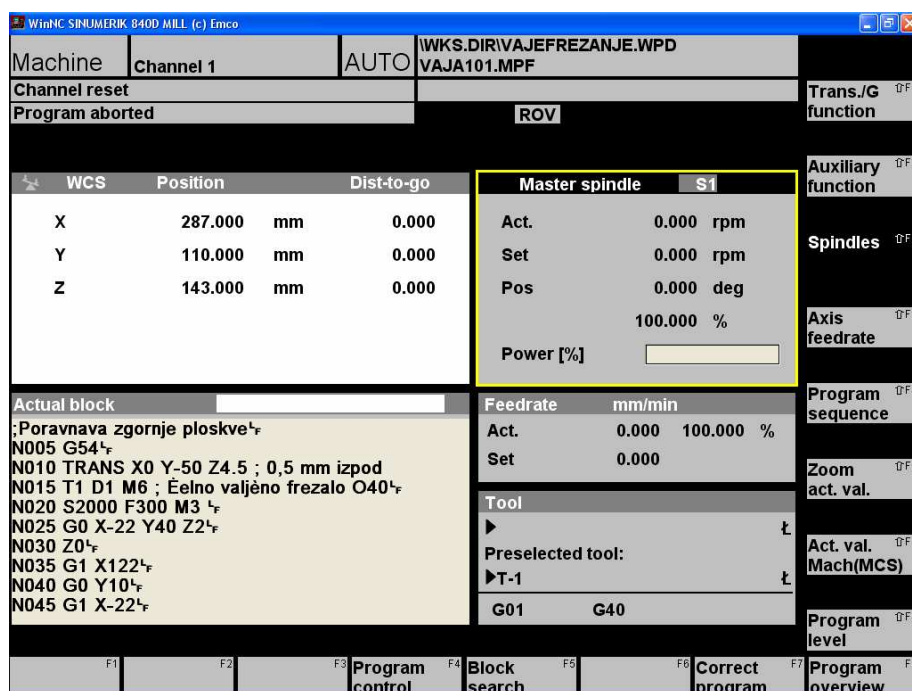 WinNC SINUMERIK 840D MILL (c) Emco
Machine Channel 1 AUTO \WKS.DIR\VAJEFREZANJE.WPD
VAJA101.MPF
Channel reset
Program aborted ROV
WCS Position Dist-to-go
X 287.000 mm 0.000
Y 110.000 mm 0.000
Z 143.000 mm 0.000
Master spindle S1
Act. 0.000 rpm
Set 0.000 rpm
Pos 0.000 deg
100.000 %
Power [%]
Actual block
;Poravnava zgornje ploskve
N005 G54
N010 TRANS X0 Y-50 Z4.5 ; 0,5 mm izpod
N015 T1 D1 M6 ; Èelno valjèno frezalo O40
N020 S2000 F300 M3
N025 G0 X-22 Y40 Z2
N030 Z0
N035 G1 X122
N040 G0 Y10
N045 G1 X-22
Feedrate mm/min
Act. 0.000 100.000 %
Set 0.000
Tool
Ł
Preselected tool:
T-1 Ł
G01 G40
Trans./G F
function
Auxiliary F
function
Spindles F
Axis F
feedrate
Program F
sequence
Zoom F
act. val.
Act. val. F
Mach(MCS)
Program F
level
F1 F2 F3 Program F4 Block F5 F6 Correct F7 Program F
control search program overview